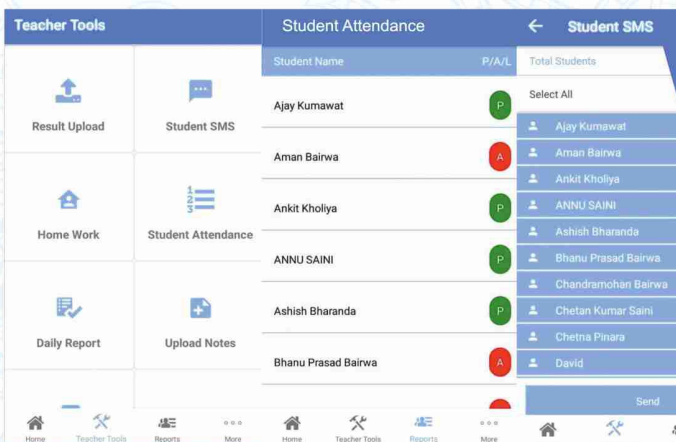 Teacher Tools
Result Upload
Student SMS
Home Work
1
2
3
Student Attendance
Daily Report
Upload Notes
Home
Teacher Tools
Reports
More
Student Attendance
Student Name
P/A/L
Ajay Kumawat
P
Aman Bairwa
A
Ankit Kholiya
P
ANNU SAINI
P
Ashish Bharanda
P
Bhanu Prasad Bairwa
A
Home
Teacher Tools
Reports
More
Student SMS
Total Students
Select All
Ajay Kumawat
Aman Bairwa
Ankit Kholiya
ANNU SAINI
Ashish Bharanda
Bhanu Prasad Bairwa
Chandramohan Bairwa
Chetan Kumar Saini
Chetna Pinara
David
Send